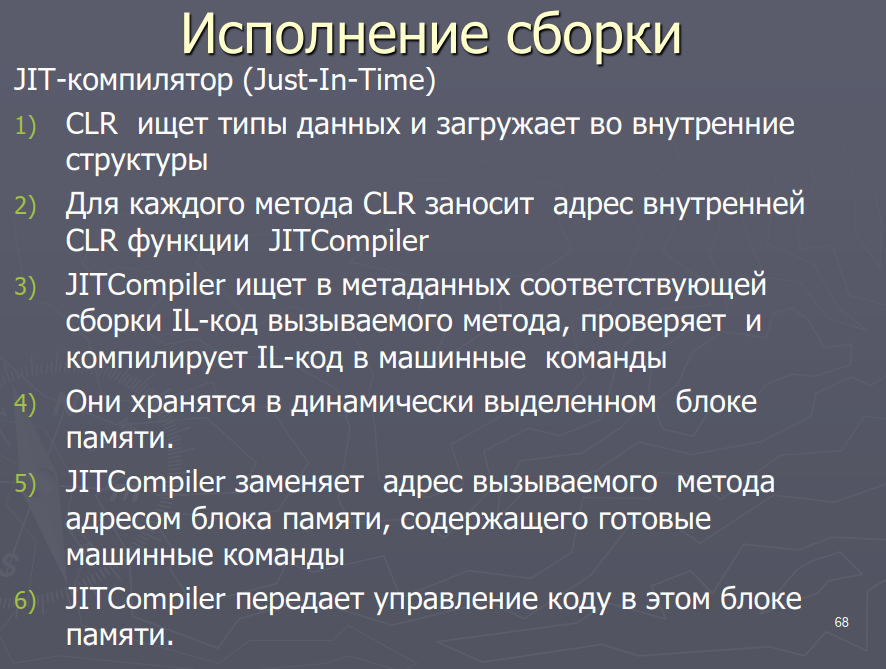 Исполнение сборки
JIT-компилятор (Just-In-Time)
1) CLR ищет типы данных и загружает во внутренние
структуры
2) Для каждого метода CLR заносит адрес внутренней
CLR функции JITCompiler
3) JITCompiler ищет в метаданных соответствующей
сборки IL-код вызываемого метода, проверяет и
компилирует IL-код в машинные команды
4) Они хранятся в динамически выделенном блоке
памяти.
5) JITCompiler заменяет адрес вызываемого метода
адресом блока памяти, содержащего готовые
машинные команды
6) JITCompiler передает управление коду в этом блоке
памяти.
68